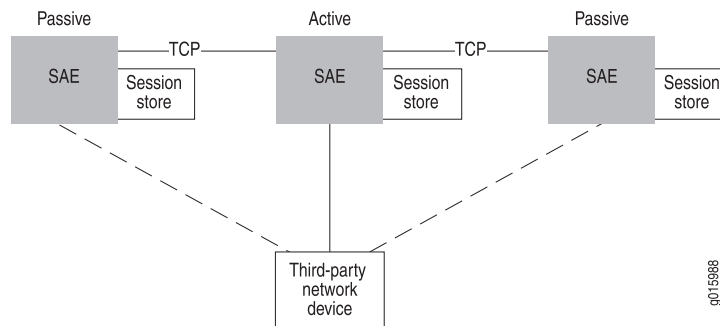 Passive
Active
Passive
TCP
TCP
SAE
SAE
SAE
Session
store
Session
store
Session
store
Third-party
network
device
g015988